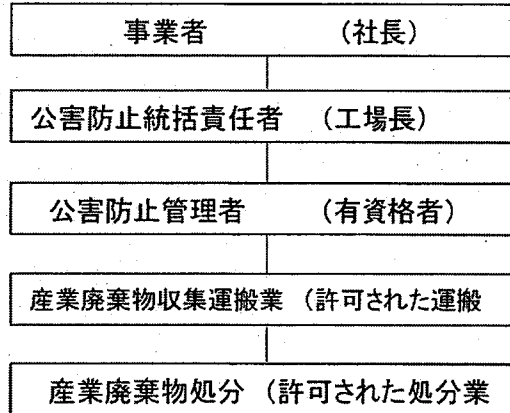 事業者 (社長)
公害防止統括責任者 (工場長)
公害防止管理者 (有資格者)
産業廃棄物収集運搬業 (許可された運搬
産業廃棄物処分 (許可された処分業